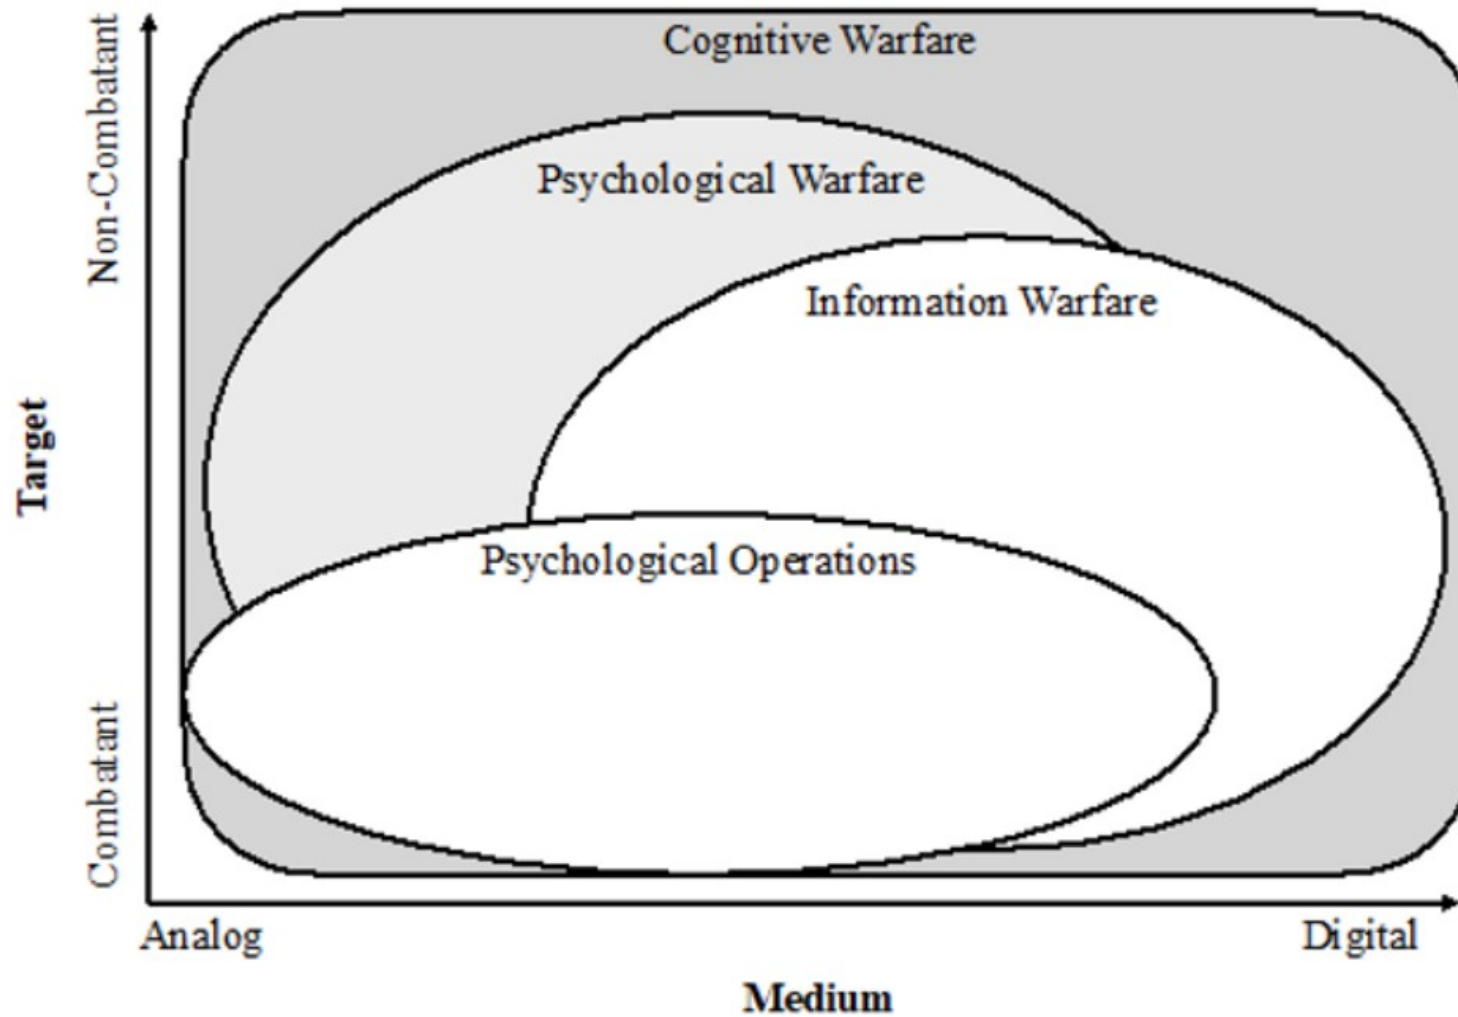 Cognitive Warfare
Non-Combatant
Psychological Warfare
Information Warfare
Target
Psychological Operations
Combatant
Analog
Digital
Medium